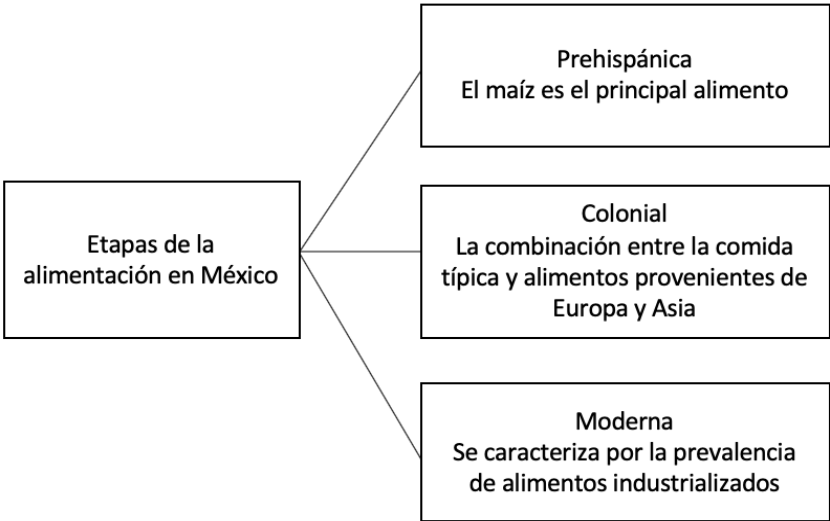 Prehispánica
El maíz es el principal alimento
Etapas de la
alimentación en México
Colonial
La combinación entre la comida
típica y alimentos provenientes de
Europa y Asia
Moderna
Se caracteriza por la prevalencia
de alimentos industrializados